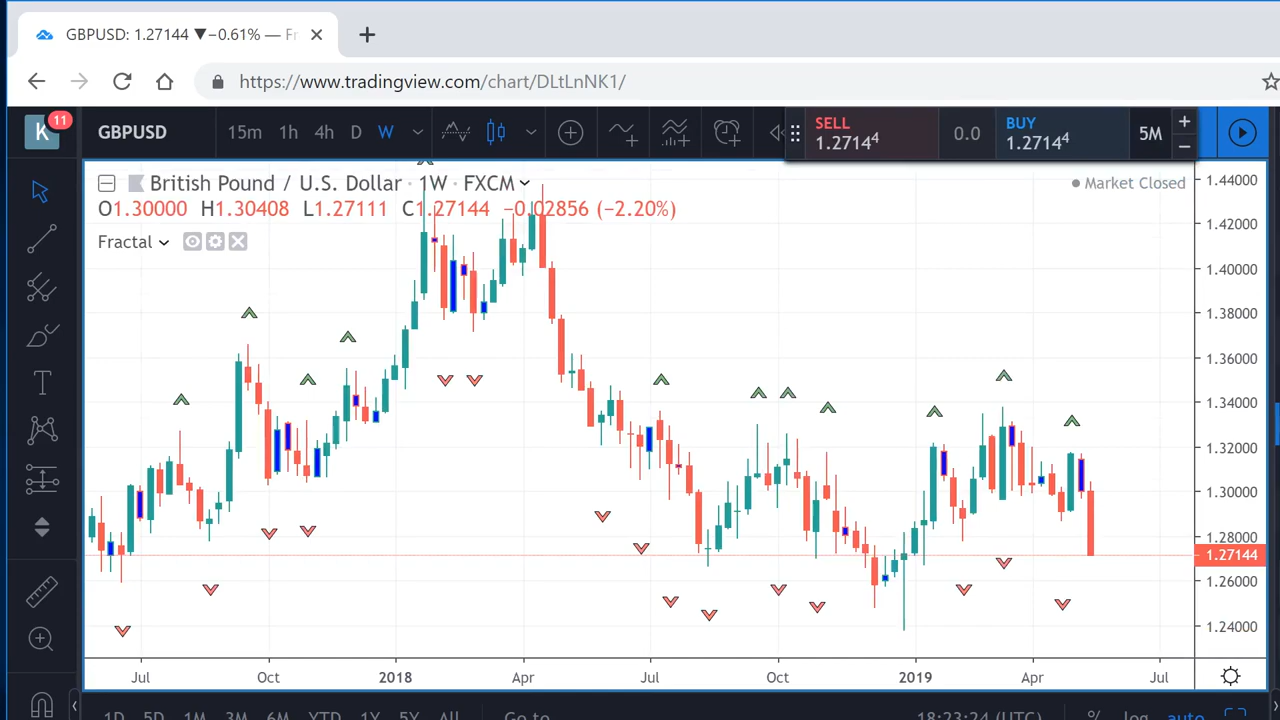 GBPUSD: 1.27144 ▼−0.61% — Fr
https://www.tradingview.com/chart/DLtLnNK1/
K 11 GBPUSD 15m 1h 4h D W SELL 1.27144 0.0 BUY 1.27144 5M
British Pound / U.S. Dollar · 1W · FXCM
Market Closed
O1.30000 H1.30408 L1.27111 C1.27144 −0.02856 (−2.20%)
Fractal
1.44000
1.42000
1.40000
1.38000
1.36000
1.34000
1.32000
1.30000
1.28000
1.27144
1.26000
1.24000
Jul Oct 2018 Apr Jul Oct 2019 Apr Jul
1D 5D 1M 3M 6M YTD 1Y 5Y All Go to 18:23:24 (UTC) % log auto